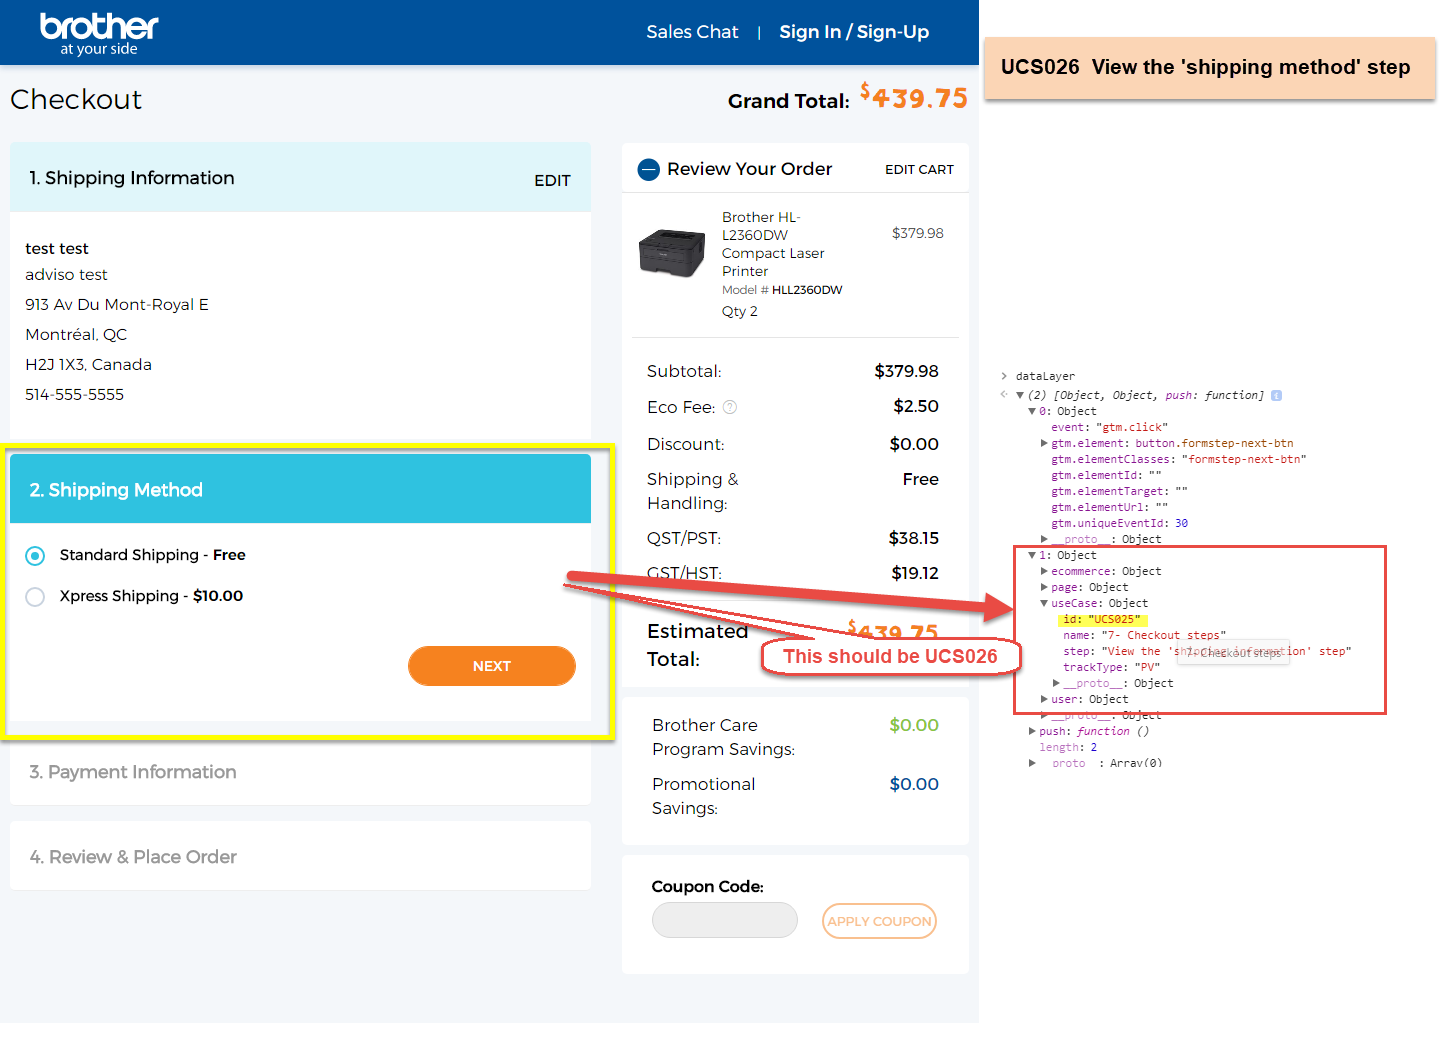 brother
at your side
Sales Chat | Sign In / Sign-Up
UCS026 View the 'shipping method' step
Checkout
Grand Total: $439.75
1. Shipping Information
EDIT
test test
adviso test
913 Av Du Mont-Royal E
Montréal, QC
H2J 1X3, Canada
514-555-5555
2. Shipping Method
Standard Shipping - Free
Xpress Shipping - $10.00
NEXT
3. Payment Information
4. Review & Place Order
Review Your Order
EDIT CART
Brother HL-
L2360DW
Compact Laser
Printer
$379.98
Model # HLL2360DW
Qty 2
Subtotal: $379.98
Eco Fee: ? $2.50
Discount: $0.00
Shipping &
Handling:
Free
QST/PST: $38.15
GST/HST: $19.12
Estimated
Total:
$439.75
This should be UCS026
Brother Care
Program Savings:
$0.00
Promotional
Savings:
$0.00
Coupon Code:
APPLY COUPON
dataLayer
(2) [Object, Object, push: function] i
0: Object
event: "gtm.click"
gtm.element: button.formstep-next-btn
gtm.elementClasses: "formstep-next-btn"
gtm.elementId: ""
gtm.elementTarget: ""
gtm.elementUrl: ""
gtm.uniqueEventId: 30
__proto__: Object
1: Object
ecommerce: Object
page: Object
useCase: Object
id: "UCS025"
name: "7- Checkout steps"
step: "View the 'shipping information' step"
7- Checkout steps
trackType: "PV"
__proto__: Object
user: Object
__proto__: Object
push: function ()
length: 2
__proto__: Array(0)